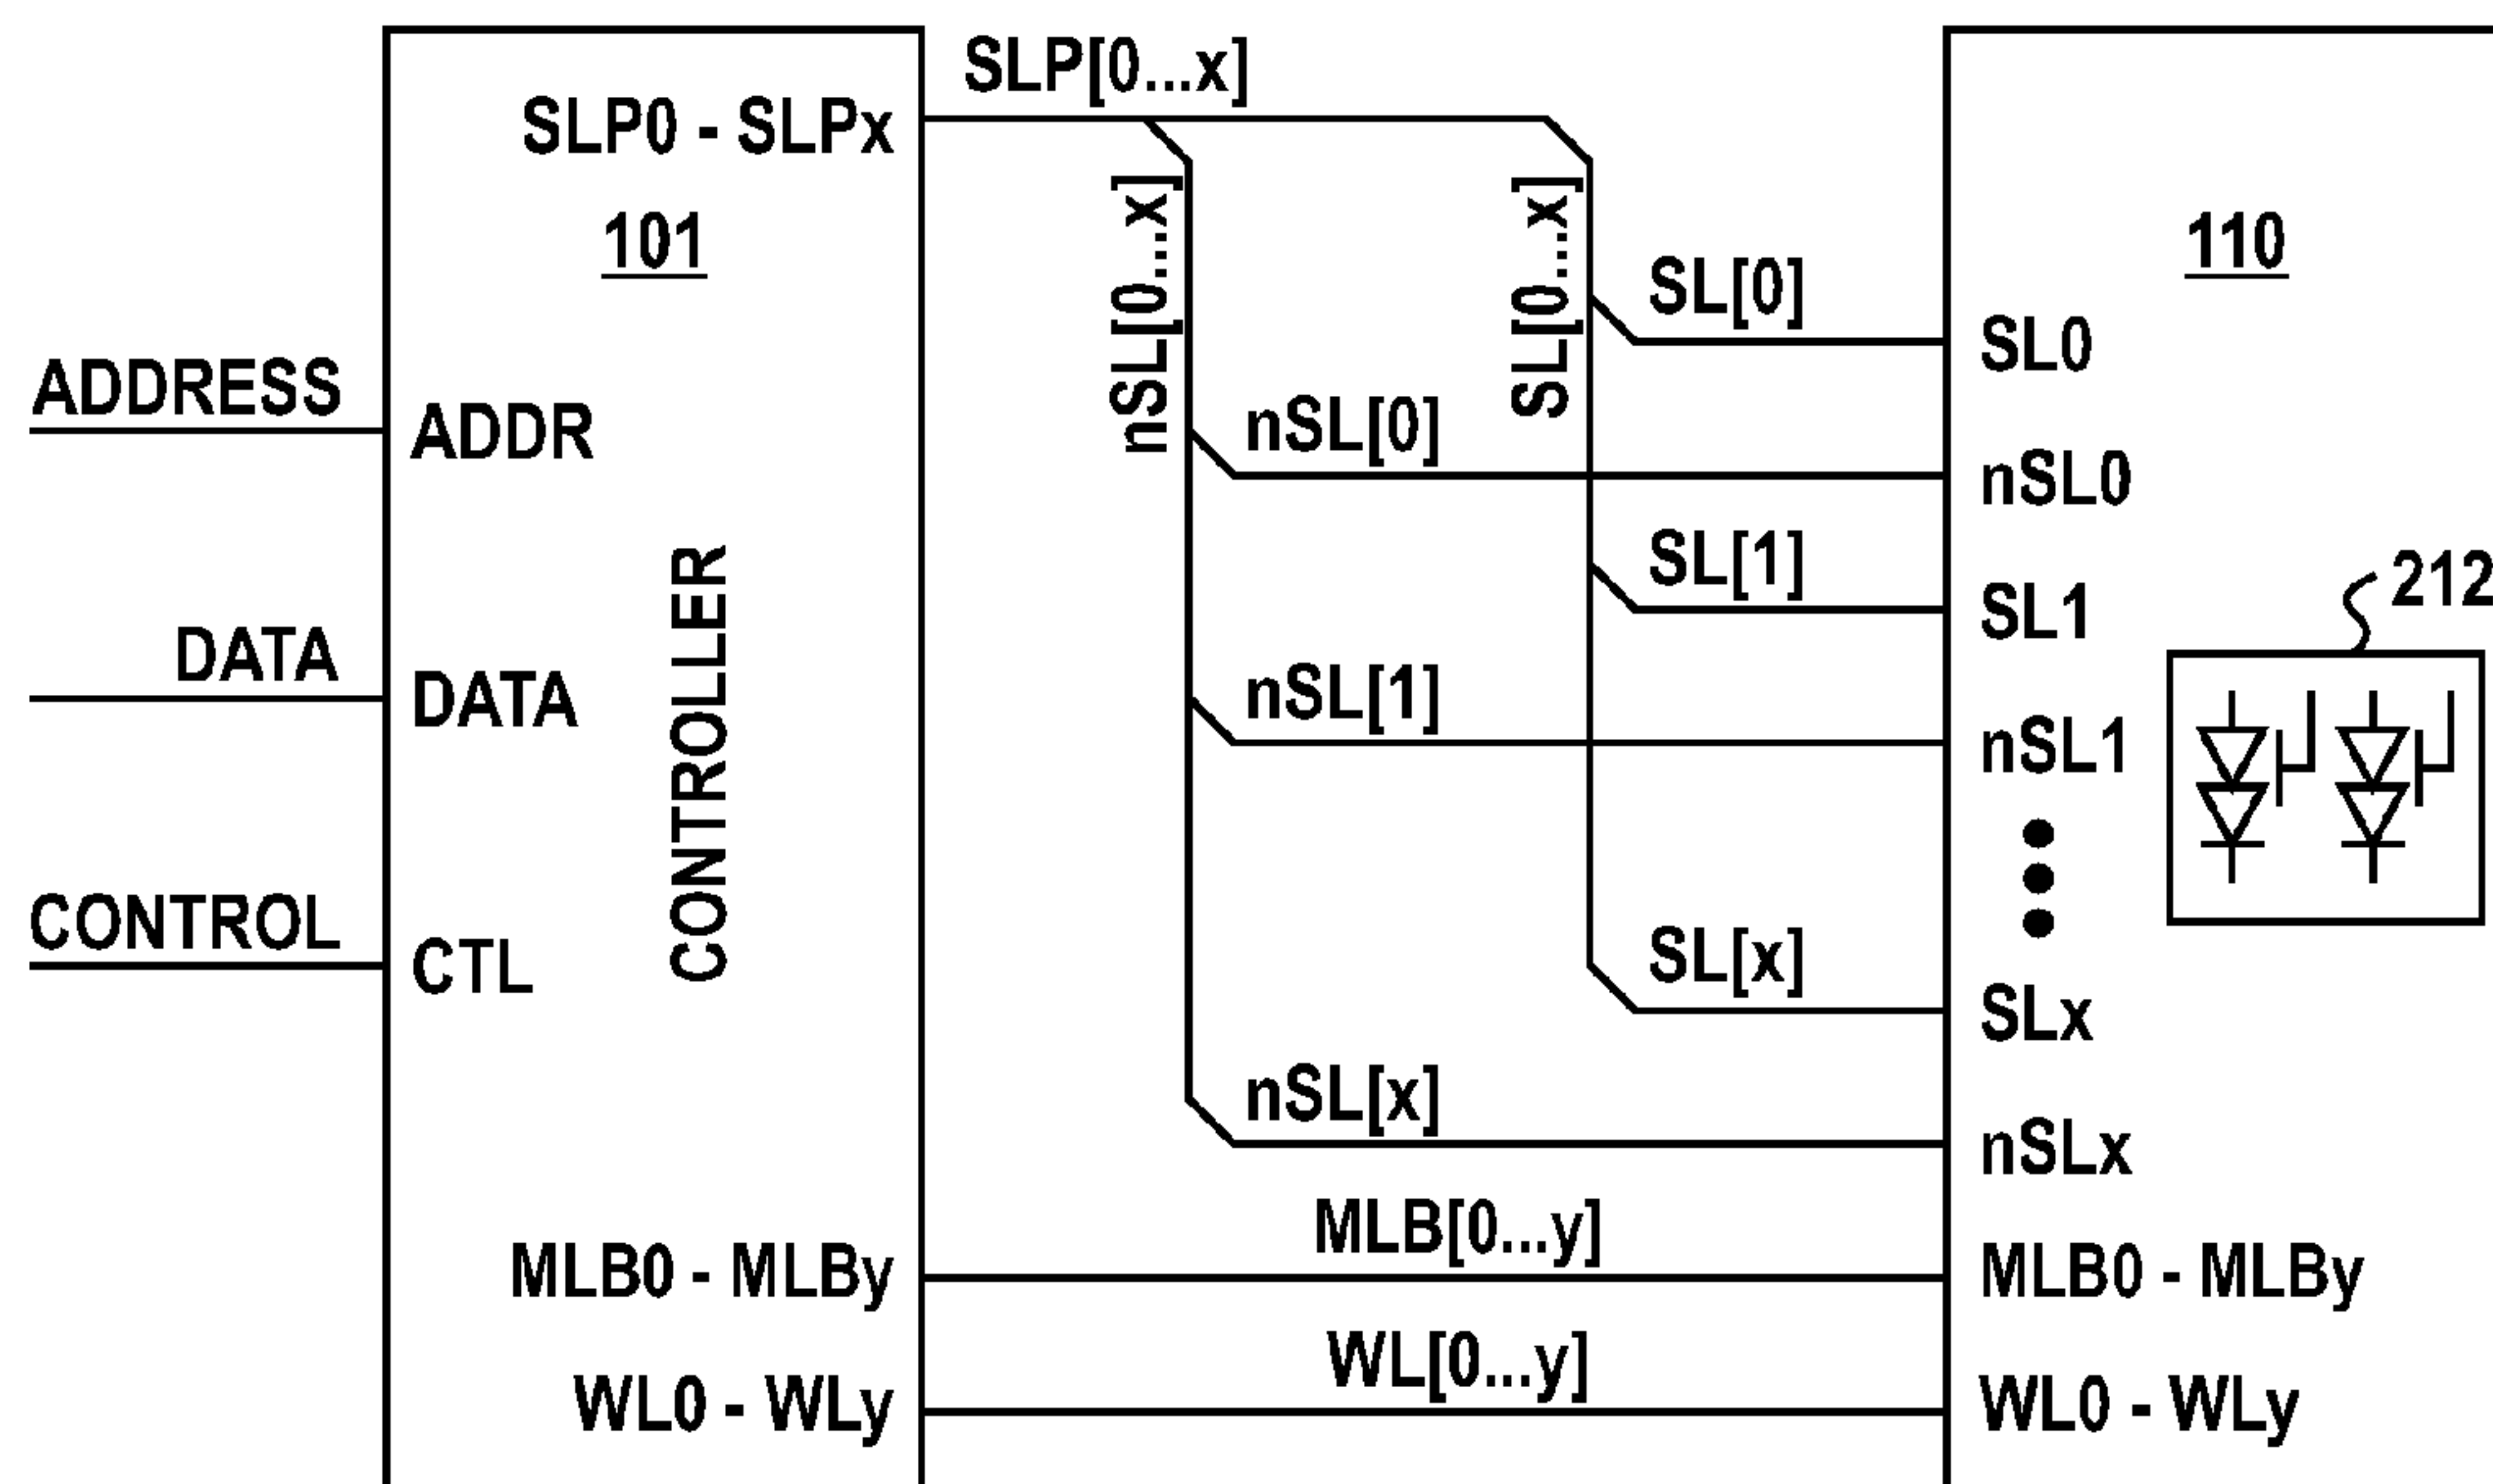 SLP[0...x]
SLP0 - SLPx
101
110
nSL[0...x]
SL[0...x]
SL[0]
SL0
ADDRESS
ADDR
nSL[0]
nSL0
CONTROLLER
SL[1]
SL1
212
DATA
DATA
nSL[1]
nSL1
CONTROL
CTL
SL[x]
SLx
nSL[x]
nSLx
MLB[0...y]
MLB0 - MLBy
MLB0 - MLBy
WL[0...y]
WL0 - WLy
WL0 - WLy